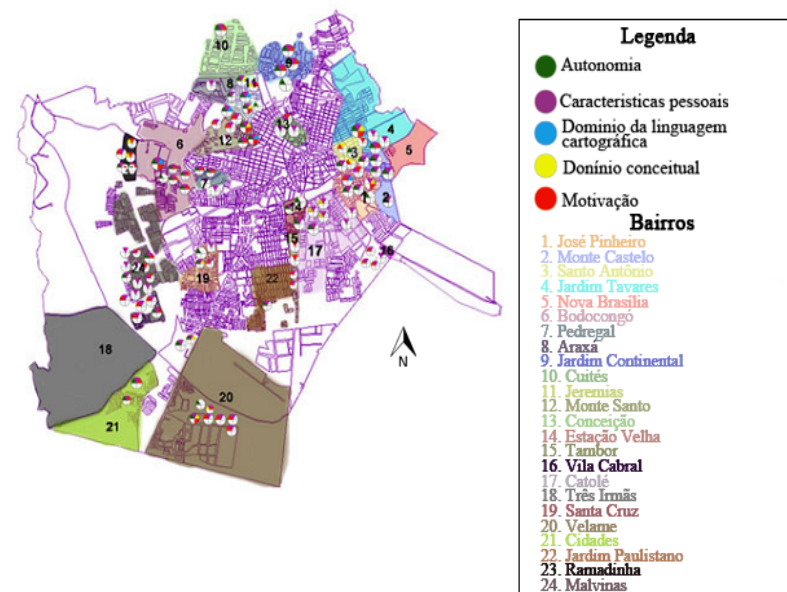 Legenda
Autonomia
Caracteristicas pessoais
Dominio da linguagem
cartográfica
Donínio conceitual
Motivação
Bairros
1. José Pinheiro
2. Monte Castelo
3. Santo Antônio
4. Jardim Tavares
5. Nova Brasília
6. Bodocongó
7. Pedregal
8. Araxá
9. Jardim Continental
10. Cuités
11. Jeremias
12. Monte Santo
13. Conceição
14. Estação Velha
15. Tambor
16. Vila Cabral
17. Catolé
18. Três Irmãs
19. Santa Cruz
20. Velame
21. Cidades
22. Jardim Paulistano
23. Ramadinha
24. Malvinas
10
9
8
11
13
12
6
4
3
5
7
1
2
14
15
17
16
24
19
22
18
20
21
N